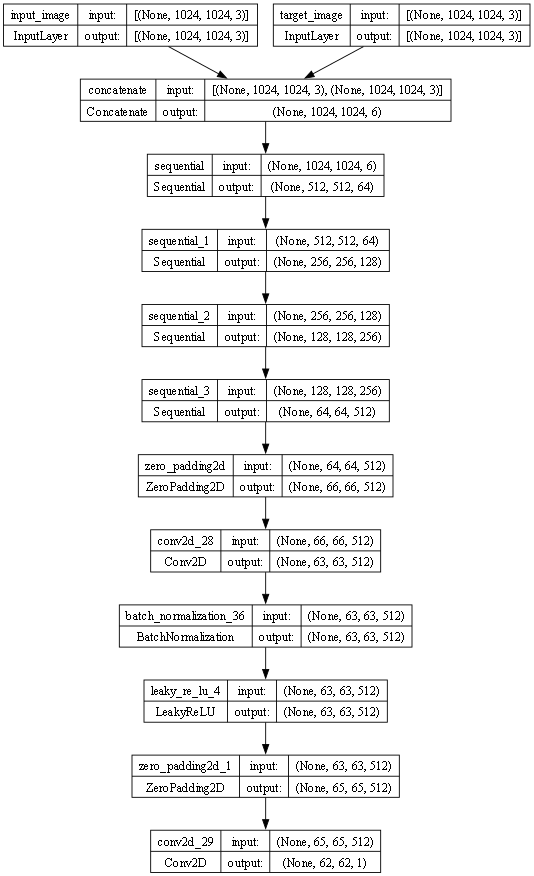 input_image input: [(None, 1024, 1024, 3)] target_image input: [(None, 1024, 1024, 3)]
InputLayer output: [(None, 1024, 1024, 3)] InputLayer output: [(None, 1024, 1024, 3)]
concatenate input: [(None, 1024, 1024, 3), (None, 1024, 1024, 3)]
Concatenate output: (None, 1024, 1024, 6)
sequential input: (None, 1024, 1024, 6)
Sequential output: (None, 512, 512, 64)
sequential_1 input: (None, 512, 512, 64)
Sequential output: (None, 256, 256, 128)
sequential_2 input: (None, 256, 256, 128)
Sequential output: (None, 128, 128, 256)
sequential_3 input: (None, 128, 128, 256)
Sequential output: (None, 64, 64, 512)
zero_padding2d input: (None, 64, 64, 512)
ZeroPadding2D output: (None, 66, 66, 512)
conv2d_28 input: (None, 66, 66, 512)
Conv2D output: (None, 63, 63, 512)
batch_normalization_36 input: (None, 63, 63, 512)
BatchNormalization output: (None, 63, 63, 512)
leaky_re_lu_4 input: (None, 63, 63, 512)
LeakyReLU output: (None, 63, 63, 512)
zero_padding2d_1 input: (None, 63, 63, 512)
ZeroPadding2D output: (None, 65, 65, 512)
conv2d_29 input: (None, 65, 65, 512)
Conv2D output: (None, 62, 62, 1)